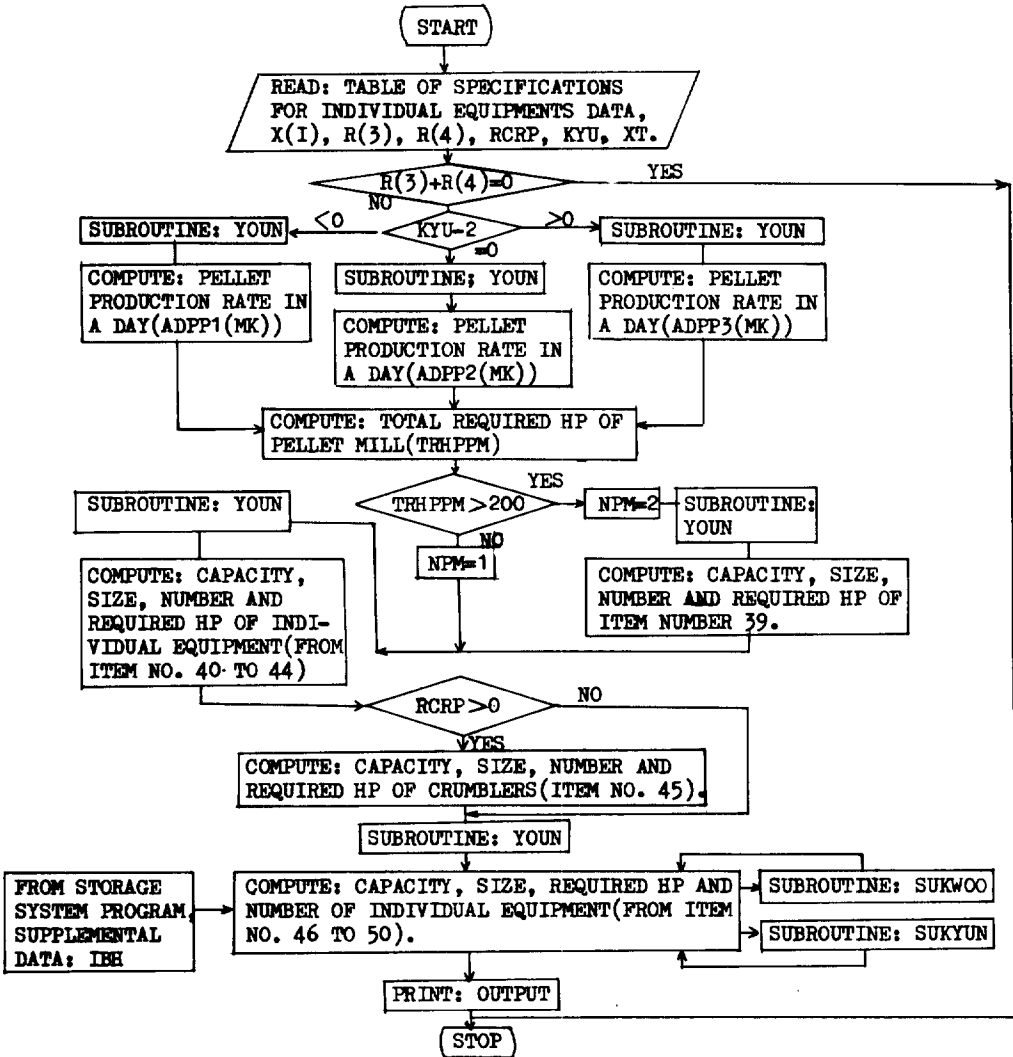 START
READ: TABLE OF SPECIFICATIONS
FOR INDIVIDUAL EQUIPMENTS DATA,
X(I), R(3), R(4), RCRP, KYU, XT.
R(3)+R(4)=0
YES
NO
<0
KYU-2
>0
=0
SUBROUTINE: YOUN
SUBROUTINE; YOUN
SUBROUTINE: YOUN
COMPUTE: PELLET
PRODUCTION RATE IN
A DAY(ADPP1(MK))
COMPUTE: PELLET
PRODUCTION RATE IN
A DAY(ADPP2(MK))
COMPUTE: PELLET
PRODUCTION RATE IN
A DAY(ADPP3(MK))
COMPUTE: TOTAL REQUIRED HP OF
PELLET MILL(TRHPPM)
TRHPPM>200
YES
NO
NPM=2
SUBROUTINE:
YOUN
NPM=1
SUBROUTINE: YOUN
COMPUTE: CAPACITY, SIZE,
NUMBER AND REQUIRED HP OF
ITEM NUMBER 39.
COMPUTE: CAPACITY,
SIZE, NUMBER AND
REQUIRED HP OF INDI-
VIDUAL EQUIPMENT(FROM
ITEM NO. 40 TO 44)
RCRP>0
NO
YES
COMPUTE: CAPACITY, SIZE, NUMBER AND
REQUIRED HP OF CRUMBLERS(ITEM NO. 45).
SUBROUTINE: YOUN
FROM STORAGE
SYSTEM PROGRAM
SUPPLEMENTAL
DATA: IBH
COMPUTE: CAPACITY, SIZE, REQUIRED HP AND
NUMBER OF INDIVIDUAL EQUIPMENT(FROM ITEM
NO. 46 TO 50).
SUBROUTINE: SUKWOO
SUBROUTINE: SUKYUN
PRINT: OUTPUT
STOP